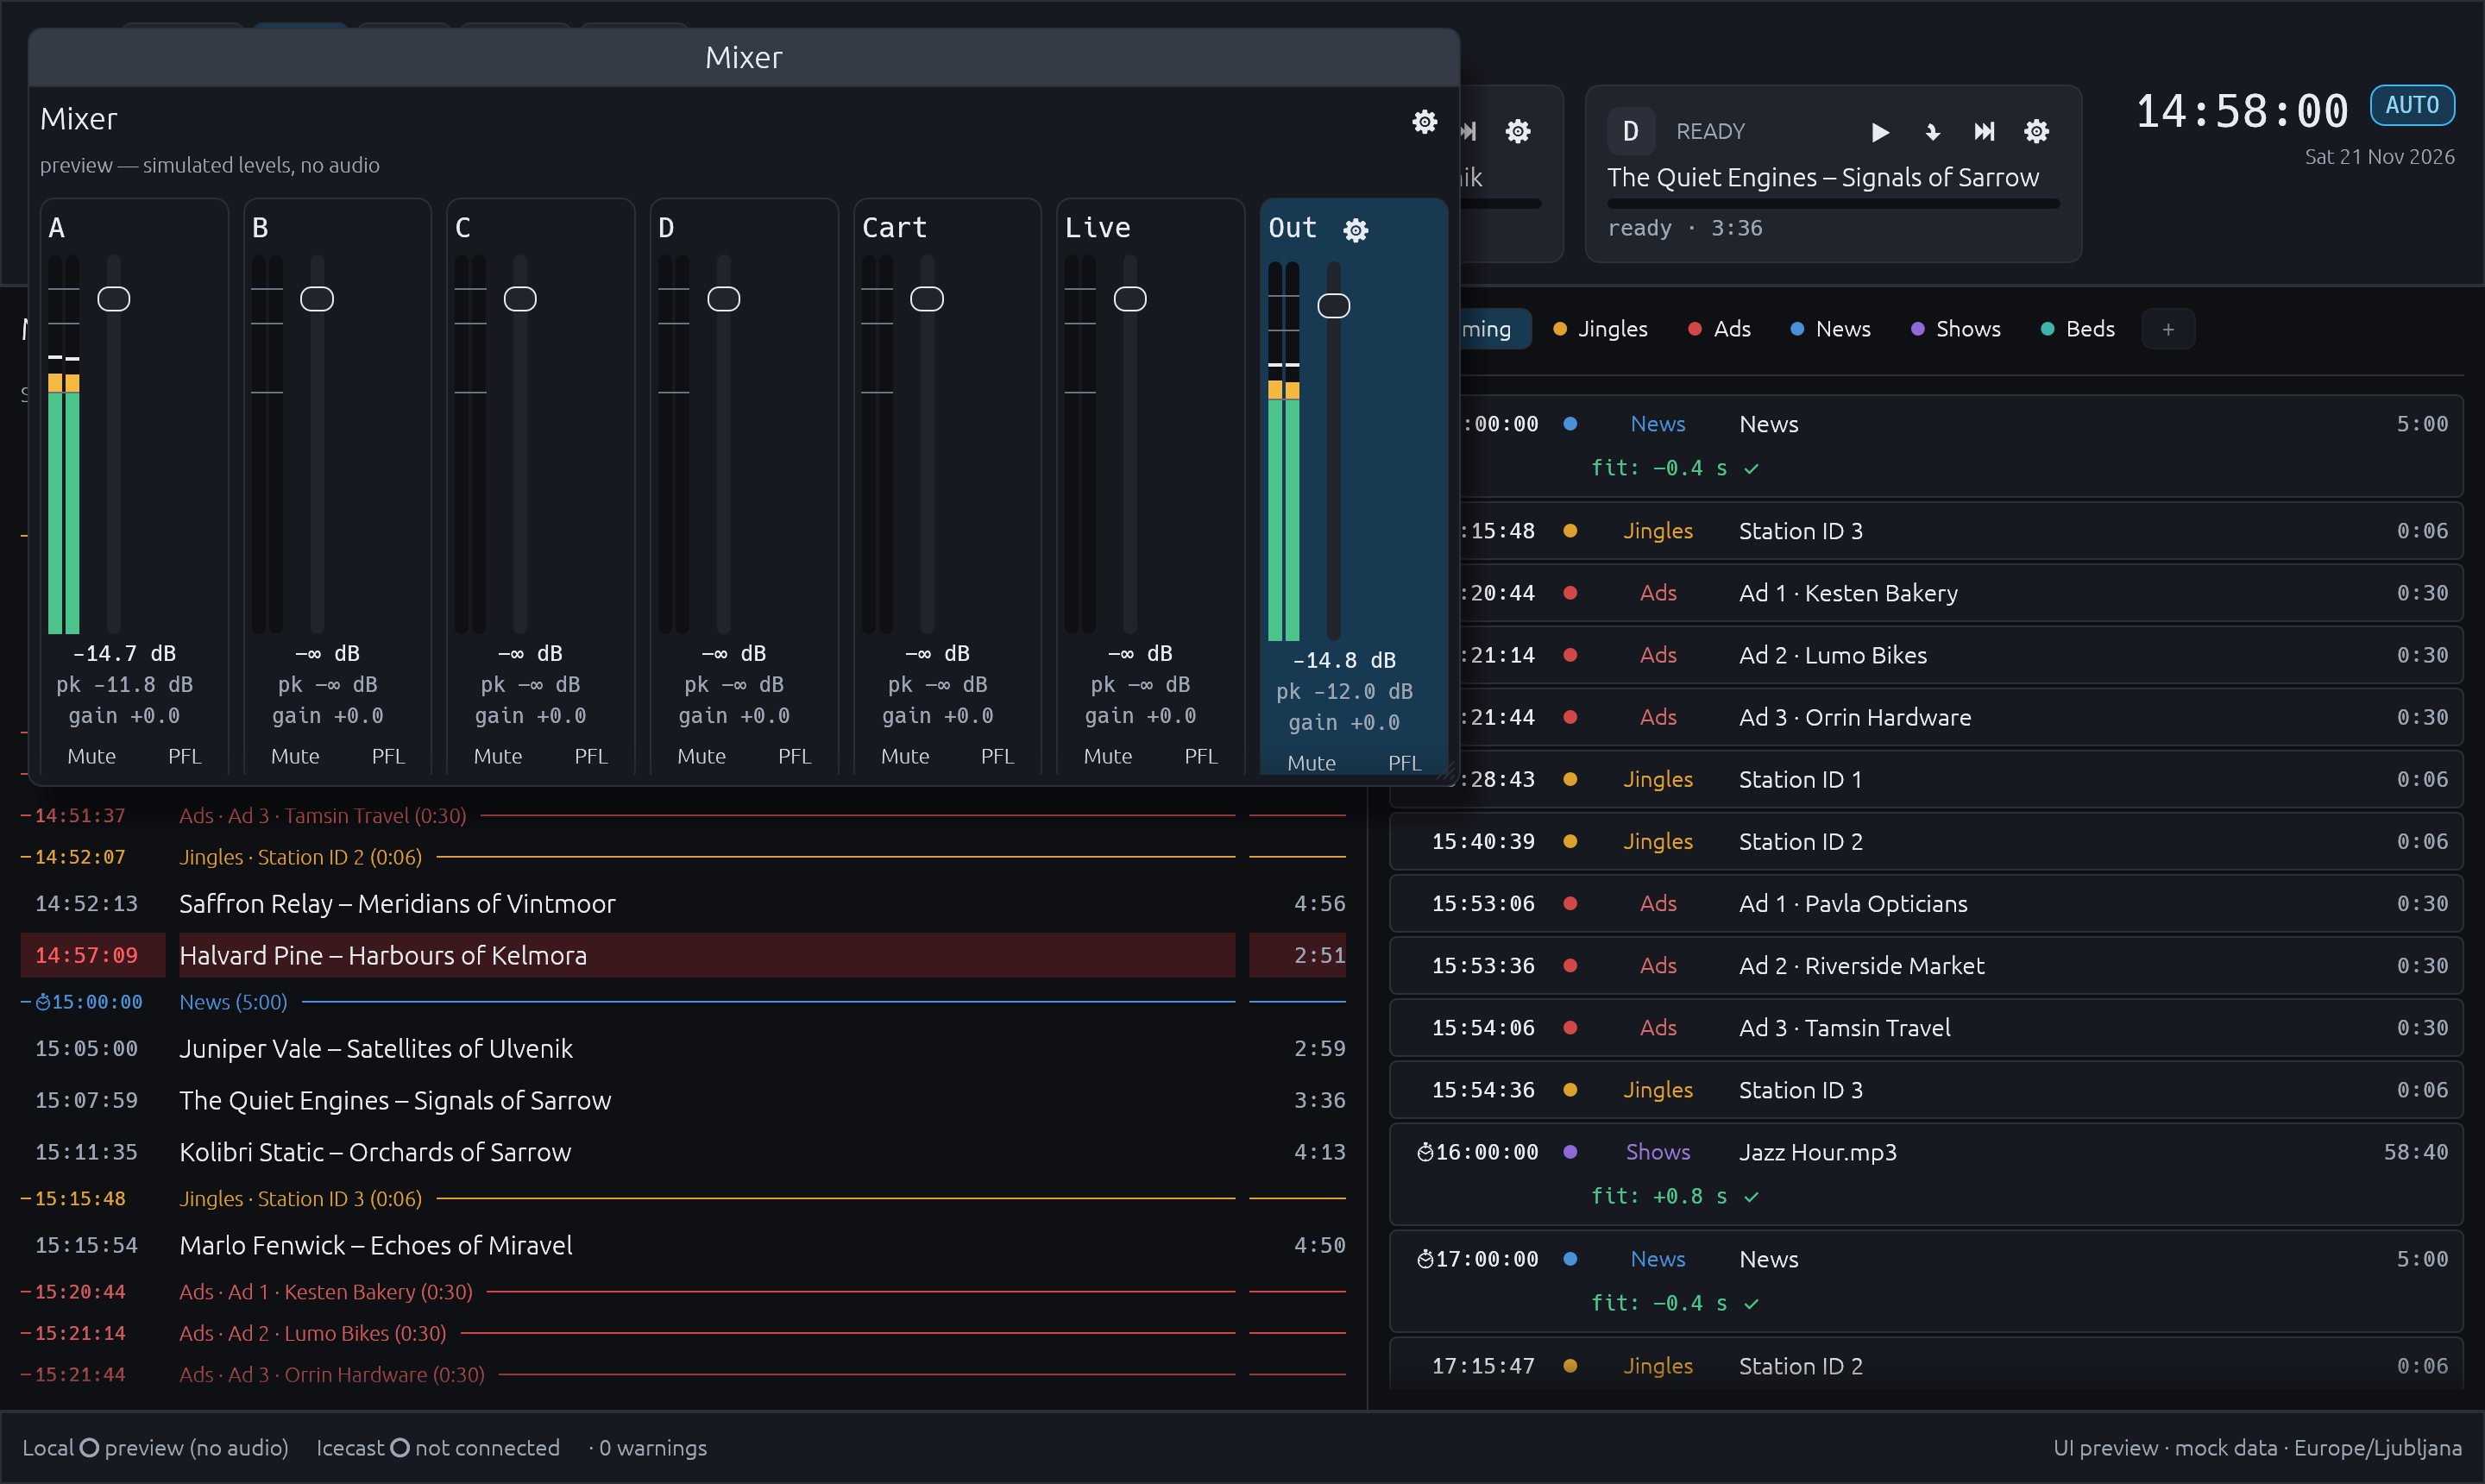 Mixer
Mixer
preview — simulated levels, no audio
A
B
C
D
Cart
Live
Out
-14.7 dB
pk -11.8 dB
gain +0.0
Mute PFL
−∞ dB
pk −∞ dB
gain +0.0
Mute PFL
−∞ dB
pk −∞ dB
gain +0.0
Mute PFL
−∞ dB
pk −∞ dB
gain +0.0
Mute PFL
−∞ dB
pk −∞ dB
gain +0.0
Mute PFL
−∞ dB
pk −∞ dB
gain +0.0
Mute PFL
-14.8 dB
pk -12.0 dB
gain +0.0
Mute PFL
D READY
The Quiet Engines – Signals of Sarrow
ready · 3:36
14:58:00 AUTO
Sat 21 Nov 2026
14:51:37 Ads · Ad 3 · Tamsin Travel (0:30)
14:52:07 Jingles · Station ID 2 (0:06)
14:52:13 Saffron Relay – Meridians of Vintmoor 4:56
14:57:09 Halvard Pine – Harbours of Kelmora 2:51
15:00:00 News (5:00)
15:05:00 Juniper Vale – Satellites of Ulvenik 2:59
15:07:59 The Quiet Engines – Signals of Sarrow 3:36
15:11:35 Kolibri Static – Orchards of Sarrow 4:13
15:15:48 Jingles · Station ID 3 (0:06)
15:15:54 Marlo Fenwick – Echoes of Miravel 4:50
15:20:44 Ads · Ad 1 · Kesten Bakery (0:30)
15:21:14 Ads · Ad 2 · Lumo Bikes (0:30)
15:21:44 Ads · Ad 3 · Orrin Hardware (0:30)
Jingles Ads News Shows Beds +
:00:00 News News 5:00
fit: −0.4 s ✓
:15:48 Jingles Station ID 3 0:06
:20:44 Ads Ad 1 · Kesten Bakery 0:30
:21:14 Ads Ad 2 · Lumo Bikes 0:30
:21:44 Ads Ad 3 · Orrin Hardware 0:30
:28:43 Jingles Station ID 1 0:06
15:40:39 Jingles Station ID 2 0:06
15:53:06 Ads Ad 1 · Pavla Opticians 0:30
15:53:36 Ads Ad 2 · Riverside Market 0:30
15:54:06 Ads Ad 3 · Tamsin Travel 0:30
15:54:36 Jingles Station ID 3 0:06
16:00:00 Shows Jazz Hour.mp3 58:40
fit: +0.8 s ✓
17:00:00 News News 5:00
fit: −0.4 s ✓
17:15:47 Jingles Station ID 2 0:06
Local preview (no audio) Icecast not connected · 0 warnings
UI preview · mock data · Europe/Ljubljana